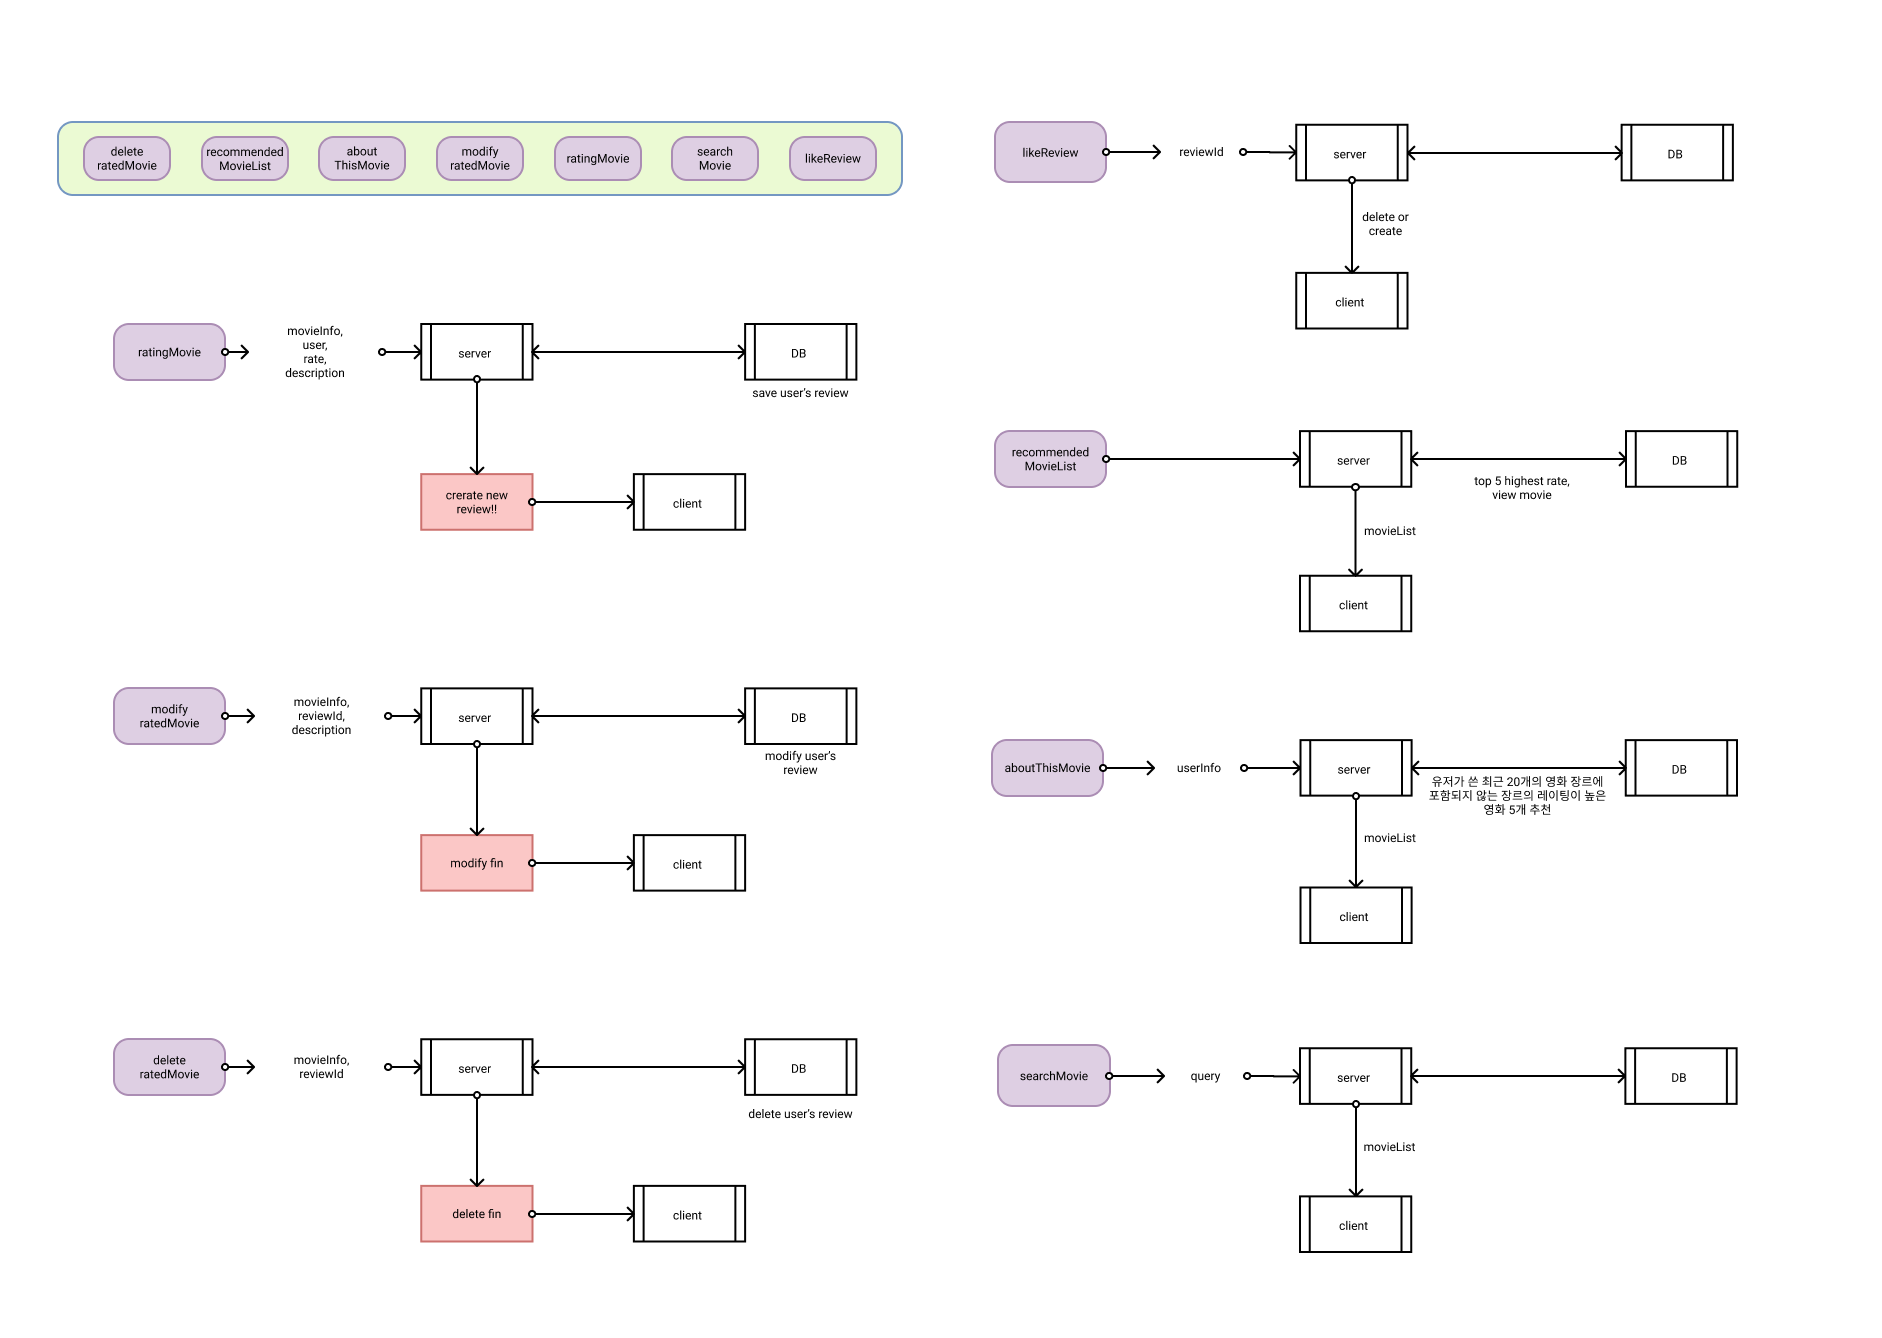 delete
ratedMovie
recommended
MovieList
about
ThisMovie
modify
ratedMovie
ratingMovie
search
Movie
likeReview
ratingMovie
movieInfo,
user,
rate,
description
server
DB
save user's review
crerate new
review!!
client
modify
ratedMovie
movieInfo,
reviewId,
description
server
DB
modify user's
review
modify fin
client
delete
ratedMovie
movieInfo,
reviewId
server
DB
delete user's review
delete fin
client
likeReview
reviewId
server
DB
delete or
create
client
recommended
MovieList
server
DB
top 5 highest rate,
view movie
movieList
client
aboutThisMovie
userInfo
server
DB
유저가 쓴 최근 20개의 영화 장르에
포함되지 않는 장르의 레이팅이 높은
영화 5개 추천
movieList
client
searchMovie
query
server
DB
movieList
client